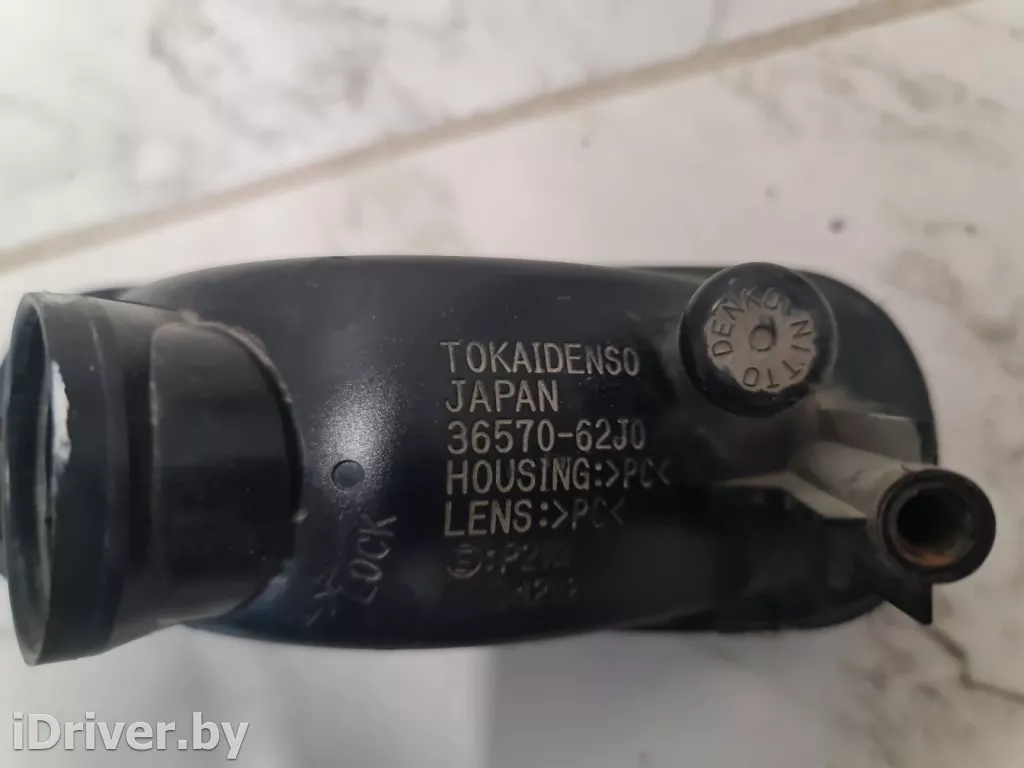 TOKAIDENSO
JAPAN
36570-62J0
HOUSING:>PC<
LENS:>PC<
DENKO NITTO
LOCK
iDriver.by